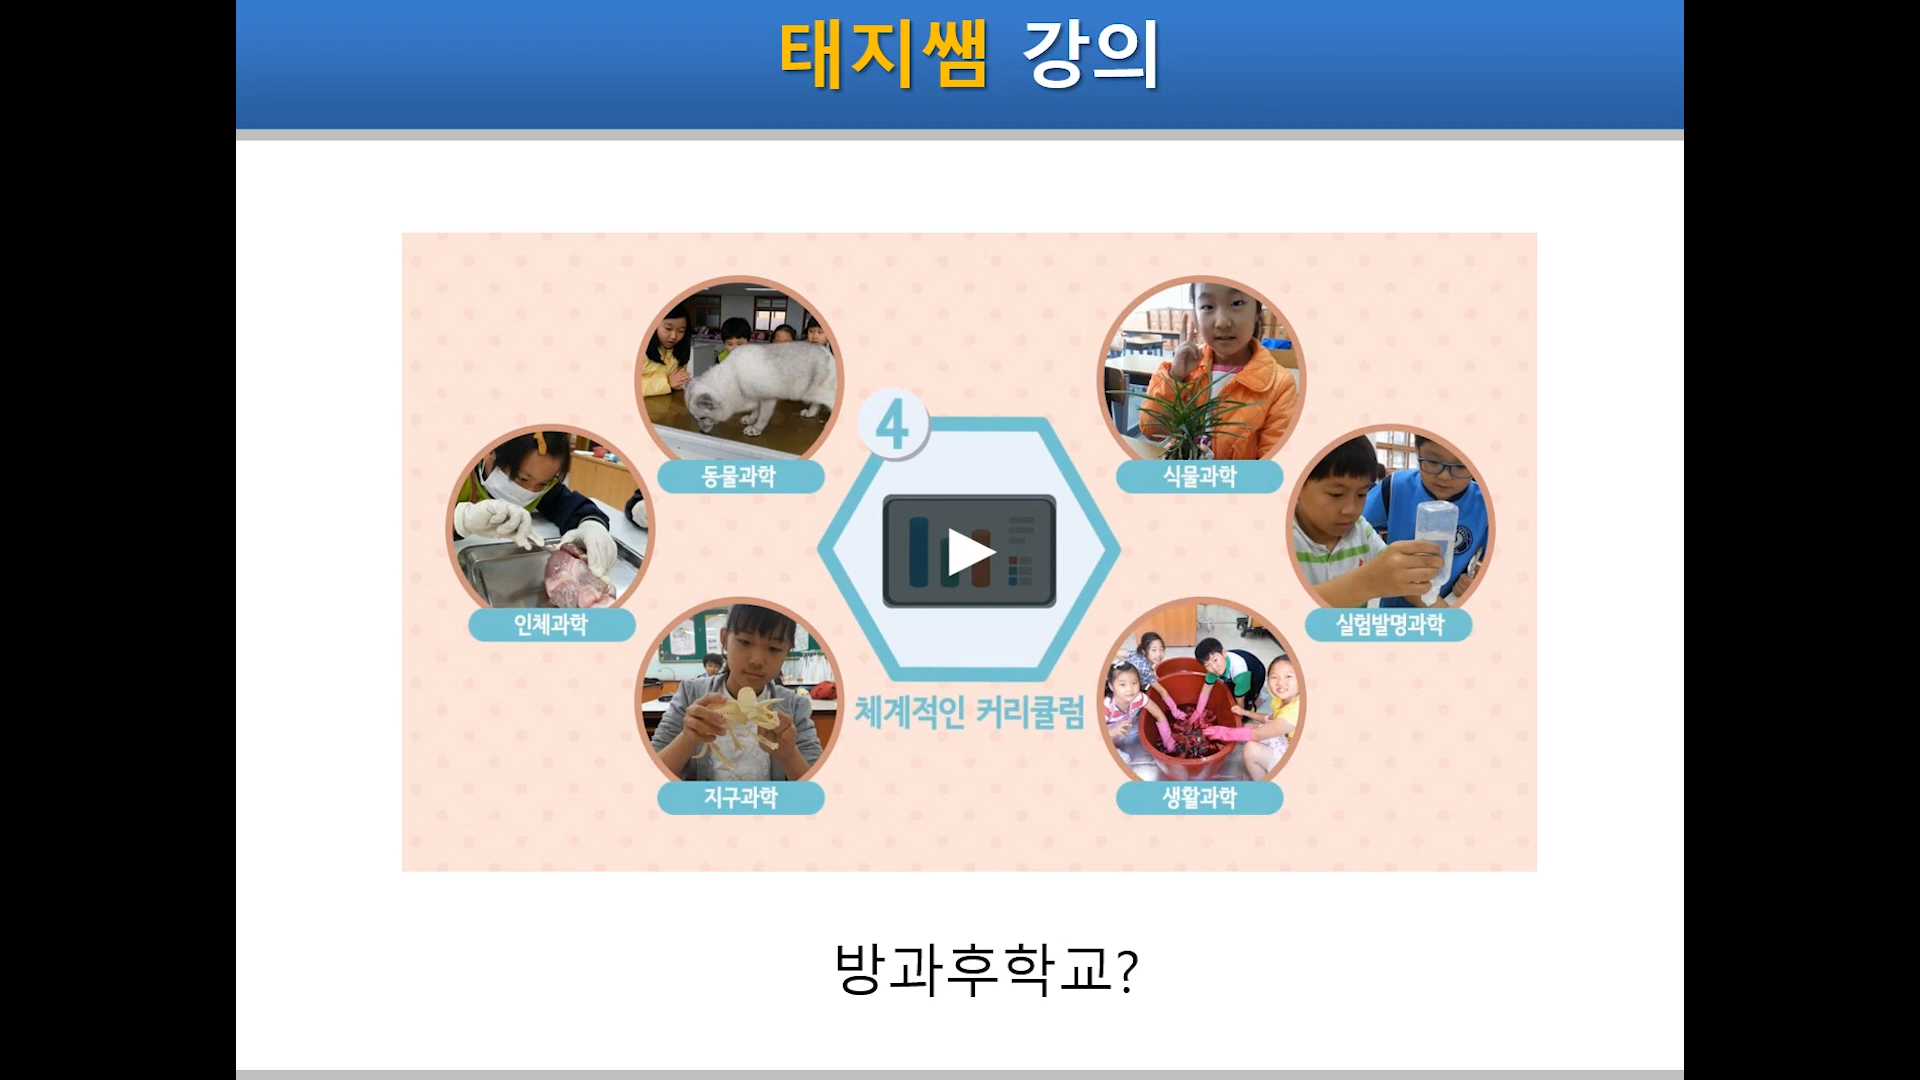 태지쌤 강의
동물과학
식물과학
4
인체과학
실험발명과학
체계적인 커리큘럼
지구과학
생활과학
방과후학교?